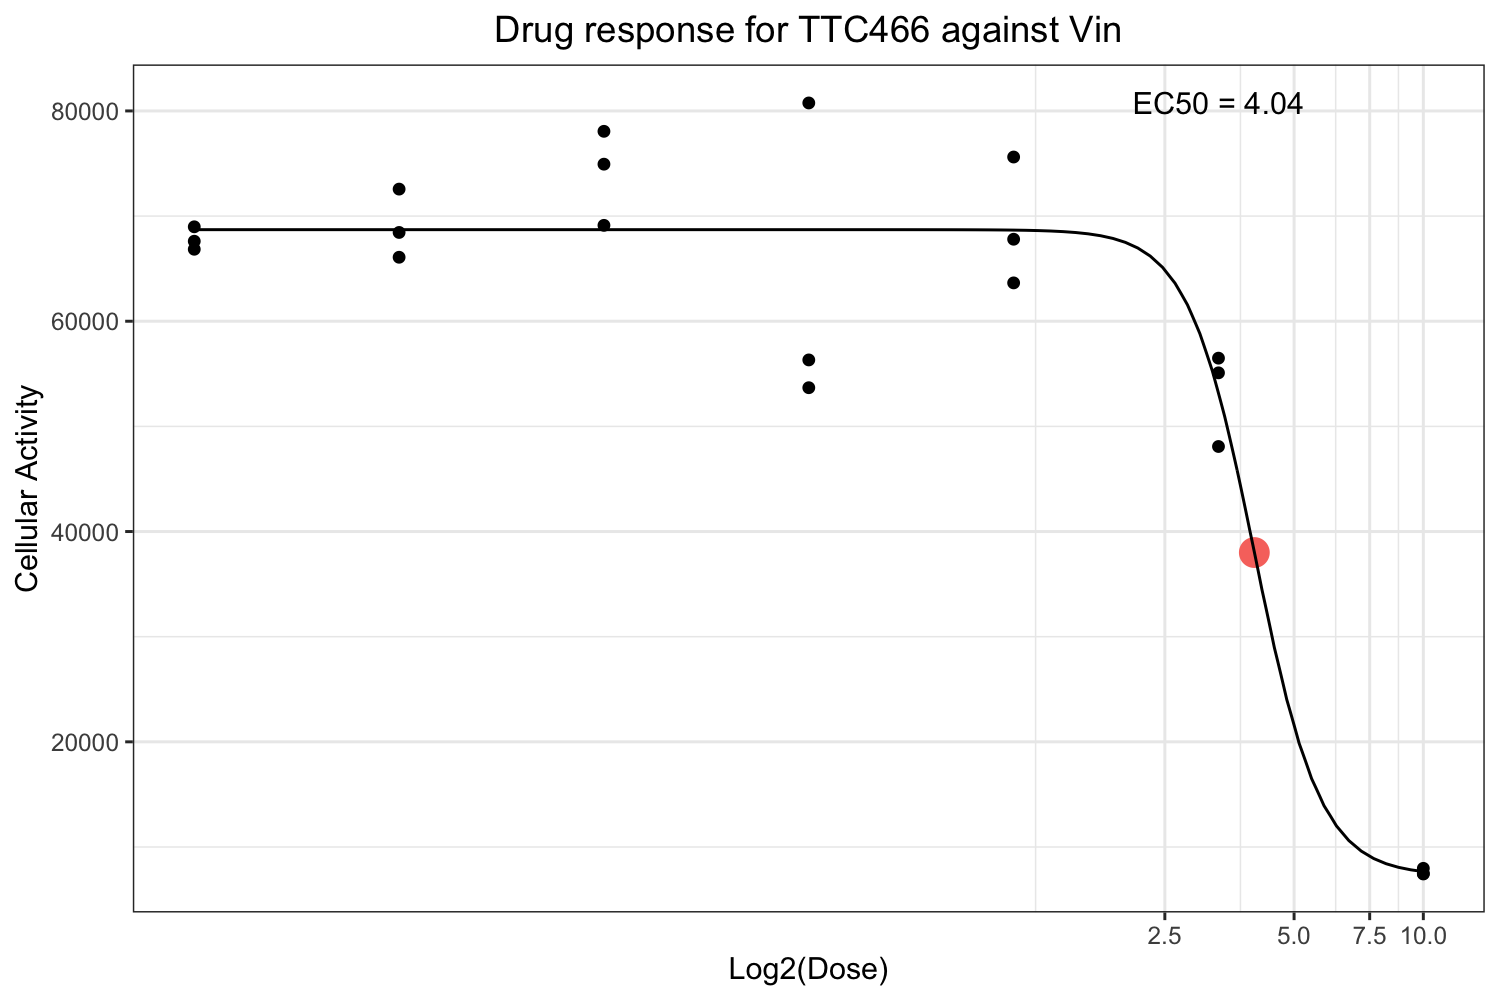 Drug response for TTC466 against Vin
EC50 = 4.04
80000
60000
40000
20000
Cellular Activity
2.5 5.0 7.5 10.0
Log2(Dose)